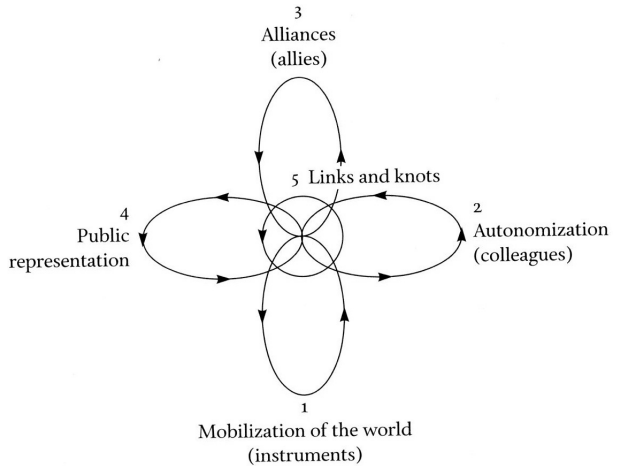 3
Alliances
(allies)
5 Links and knots
4
Public
representation
2
Autonomization
(colleagues)
1
Mobilization of the world
(instruments)